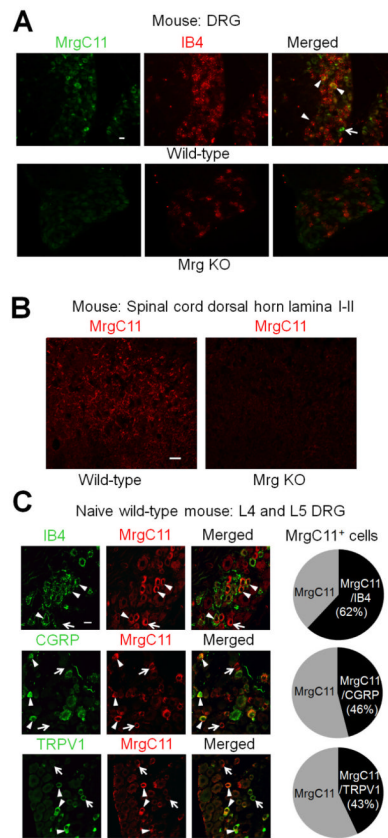 A
Mouse: DRG
MrgC11 IB4 Merged
Wild-type
Mrg KO
B
Mouse: Spinal cord dorsal horn lamina I-II
MrgC11 MrgC11
Wild-type Mrg KO
C
Naive wild-type mouse: L4 and L5 DRG
IB4 MrgC11 Merged MrgC11⁺ cells
MrgC11 MrgC11
/IB4
(62%)
CGRP MrgC11 Merged
MrgC11 MrgC11
/CGRP
(46%)
TRPV1 MrgC11 Merged
MrgC11 MrgC11
/TRPV1
(43%)